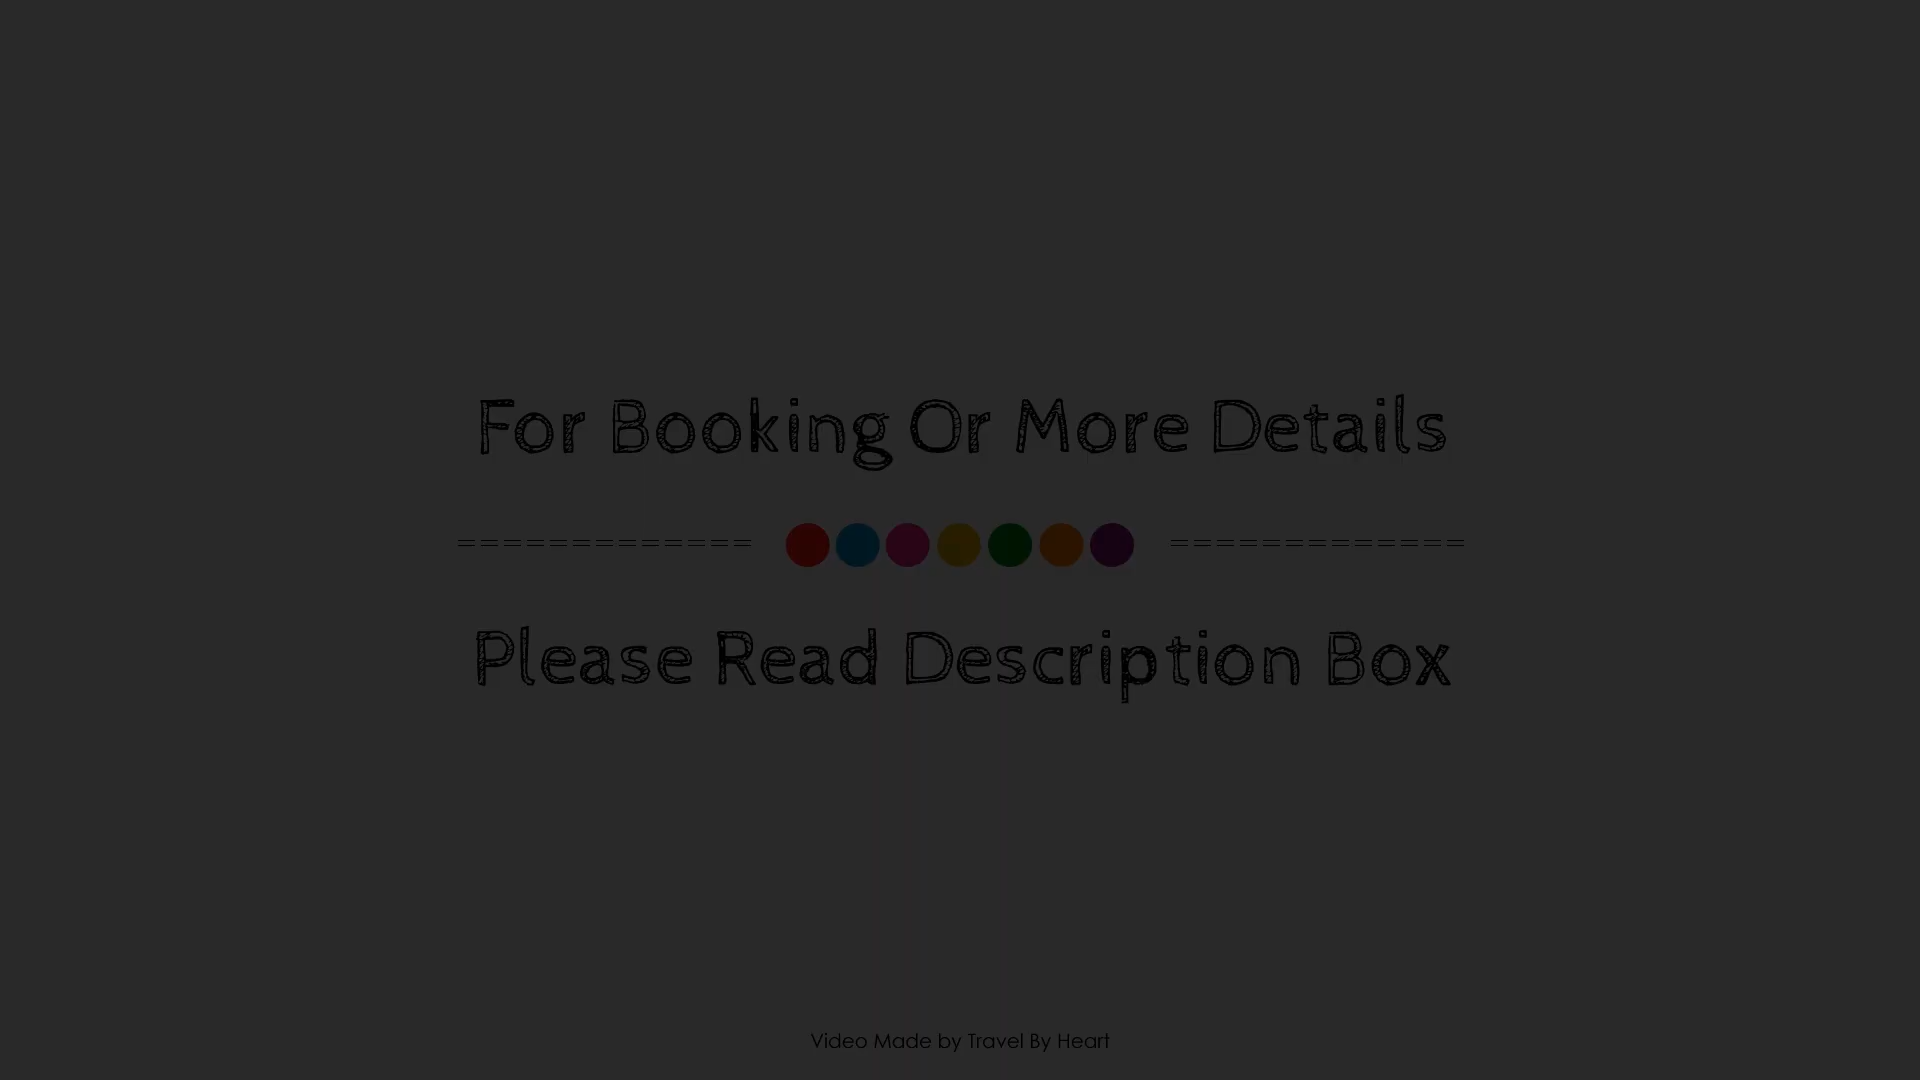 For Booking Or More Details
============= =============
Please Read Description Box
Video Made by Travel By Heart